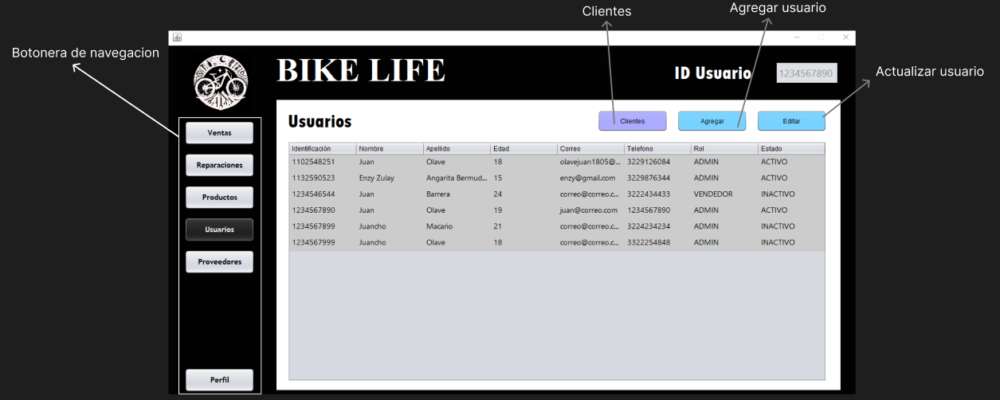 Clientes
Agregar usuario
Botonera de navegacion
BIKE LIFE
ID Usuario 1234567890
Actualizar usuario
Usuarios
Clientes Agregar Editar
Ventas
Reparaciones
Productos
Usuarios
Proveedores
Perfil
Identificación Nombre Apellido Edad Correo Telefono Rol Estado
1102548251 Juan Olave 18 olavejuan1805@... 3229126084 ADMIN ACTIVO
1132590523 Enzy Zulay Angarita Bermud... 15 enzy@gmail.com 3229876344 ADMIN ACTIVO
1234546544 Juan Barrera 24 correo@correo.c... 3222434433 VENDEDOR INACTIVO
1234567890 Juan Olave 19 juan@correo.com 1234567890 ADMIN ACTIVO
1234567899 Juancho Macario 21 correo@correo.c... 3224234234 ADMIN INACTIVO
1234567999 Juancho Olave 18 correo@correo.c... 3322254848 ADMIN INACTIVO